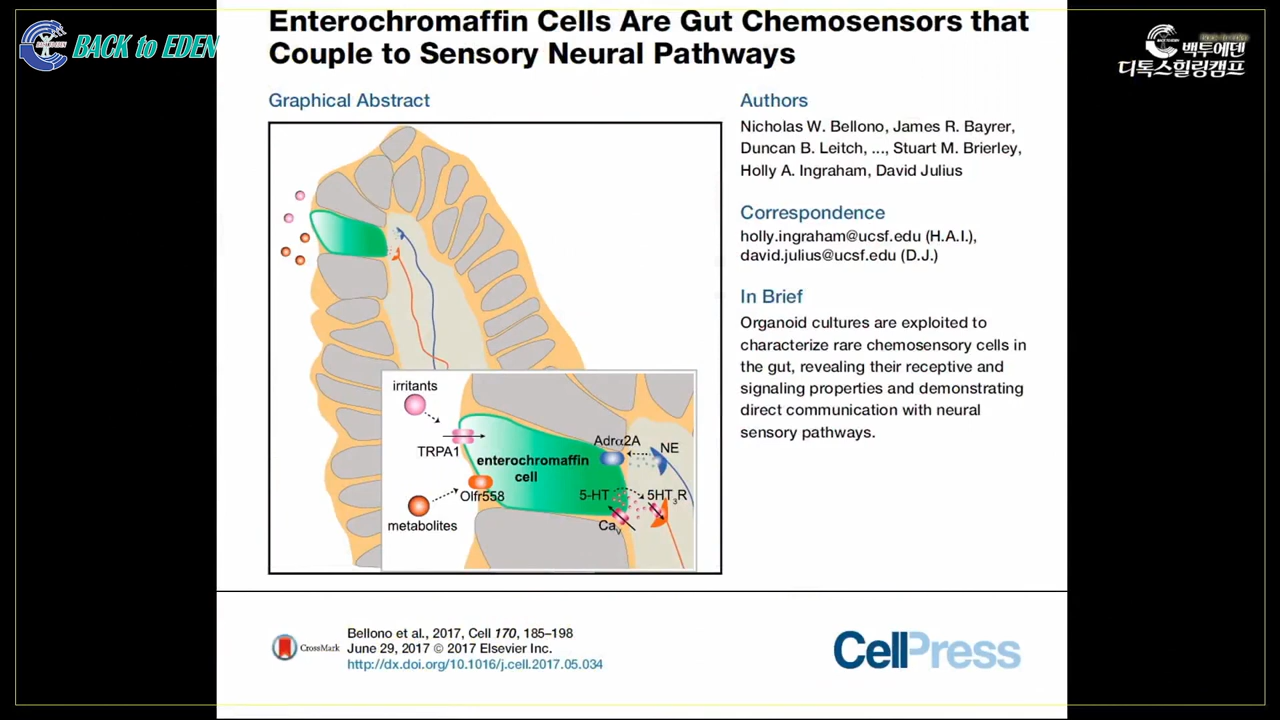 Enterochromaffin Cells Are Gut Chemosensors that
Couple to Sensory Neural Pathways
BACK to EDEN
백투에덴
디톡스힐링캠프
Graphical Abstract
irritants
TRPA1
enterochromaffin
cell
Olfr558
metabolites
Adrα2A
NE
5-HT
5HT3R
Cav
Authors
Nicholas W. Bellono, James R. Bayrer,
Duncan B. Leitch, ..., Stuart M. Brierley,
Holly A. Ingraham, David Julius
Correspondence
holly.ingraham@ucsf.edu (H.A.I.),
david.julius@ucsf.edu (D.J.)
In Brief
Organoid cultures are exploited to
characterize rare chemosensory cells in
the gut, revealing their receptive and
signaling properties and demonstrating
direct communication with neural
sensory pathways.
CrossMark
Bellono et al., 2017, Cell 170, 185–198
June 29, 2017 © 2017 Elsevier Inc.
http://dx.doi.org/10.1016/j.cell.2017.05.034
CellPress